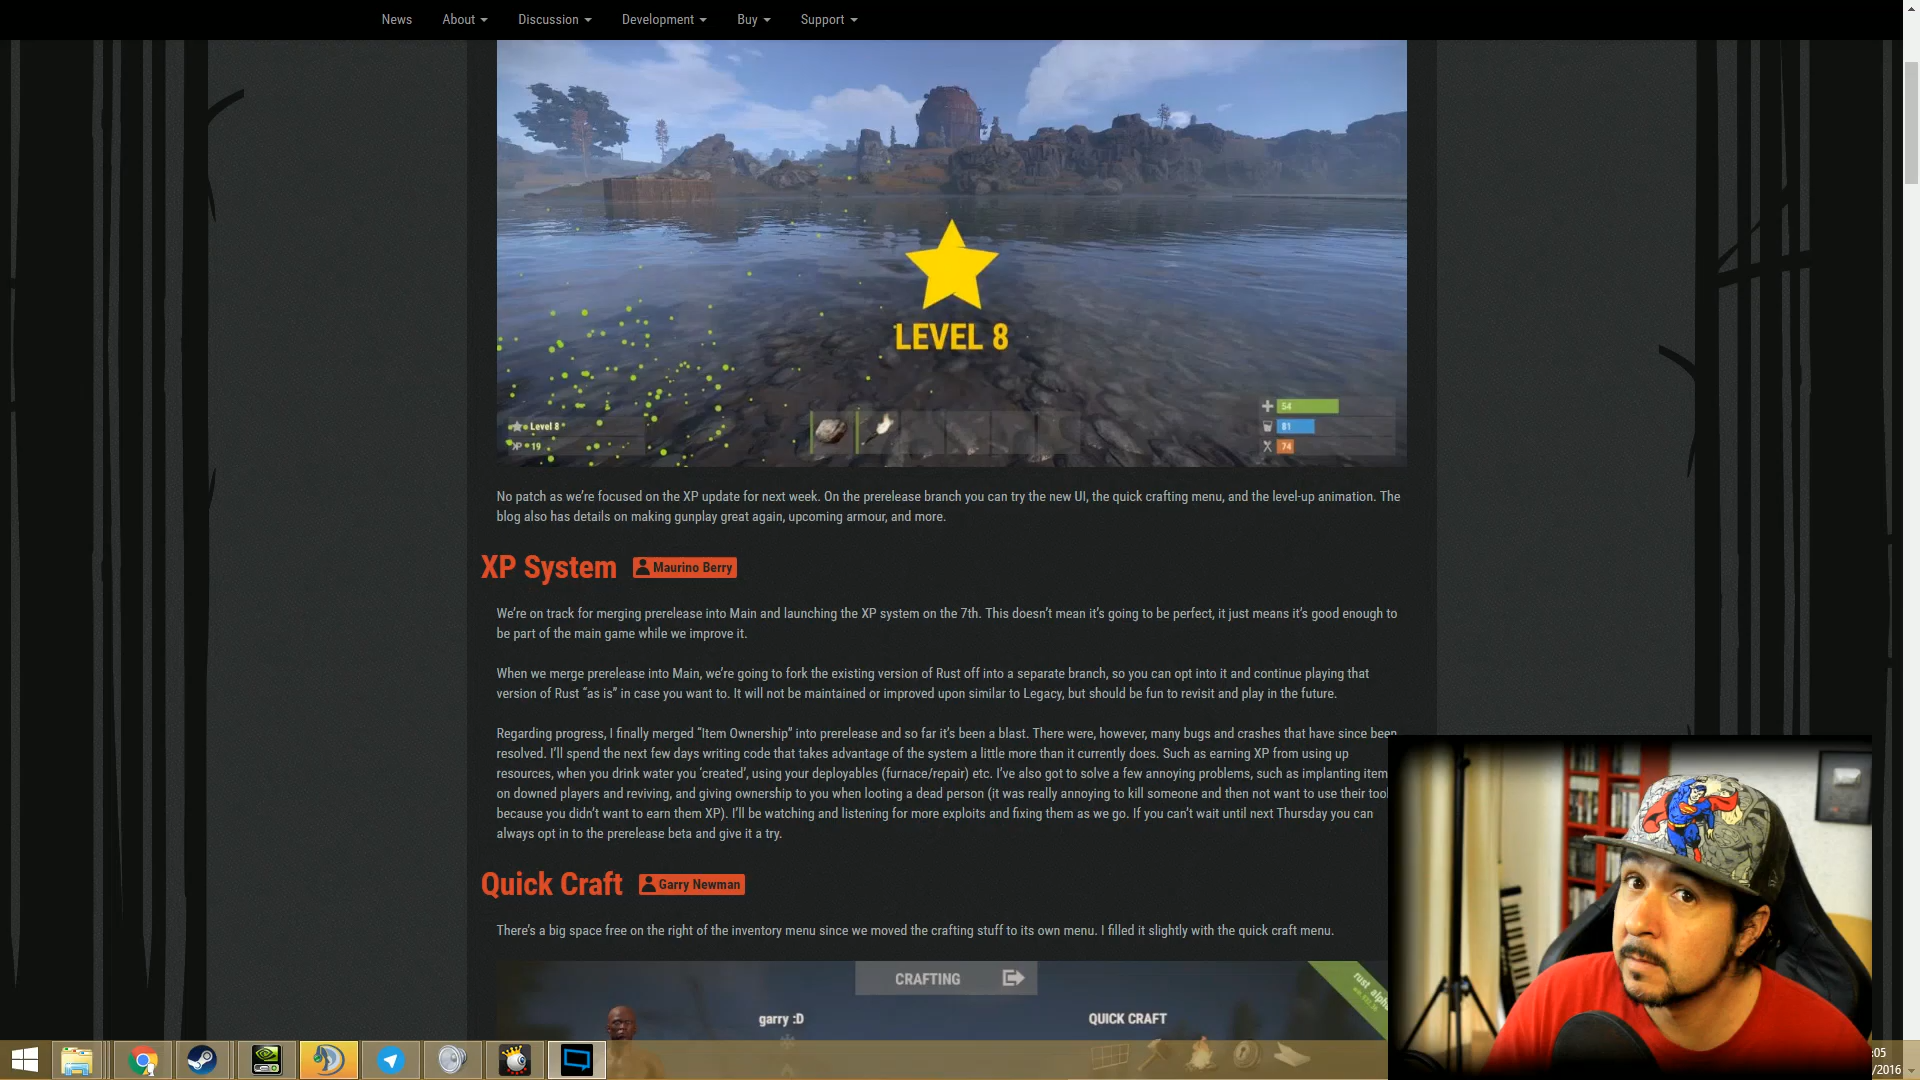 News About Discussion Development Buy Support
LEVEL 8
Level 8
XP 19
54
81
74
No patch as we're focused on the XP update for next week. On the prerelease branch you can try the new UI, the quick crafting menu, and the level-up animation. The
blog also has details on making gunplay great again, upcoming armour, and more.
XP System Maurino Berry
We're on track for merging prerelease into Main and launching the XP system on the 7th. This doesn't mean it's going to be perfect, it just means it's good enough to
be part of the main game while we improve it.
When we merge prerelease into Main, we're going to fork the existing version of Rust off into a separate branch, so you can opt into it and continue playing that
version of Rust "as is" in case you want to. It will not be maintained or improved upon similar to Legacy, but should be fun to revisit and play in the future.
Regarding progress, I finally merged "Item Ownership" into prerelease and so far it's been a blast. There were, however, many bugs and crashes that have since been
resolved. I'll spend the next few days writing code that takes advantage of the system a little more than it currently does. Such as earning XP from using up
resources, when you drink water you 'created', using your deployables (furnace/repair) etc. I've also got to solve a few annoying problems, such as implanting item
on downed players and reviving, and giving ownership to you when looting a dead person (it was really annoying to kill someone and then not want to use their tool
because you didn't want to earn them XP). I'll be watching and listening for more exploits and fixing them as we go. If you can't wait until next Thursday you can
always opt in to the prerelease beta and give it a try.
Quick Craft Garry Newman
There's a big space free on the right of the inventory menu since we moved the crafting stuff to its own menu. I filled it slightly with the quick craft menu.
CRAFTING
rust alph
garry :D
QUICK CRAFT
:05
/2016